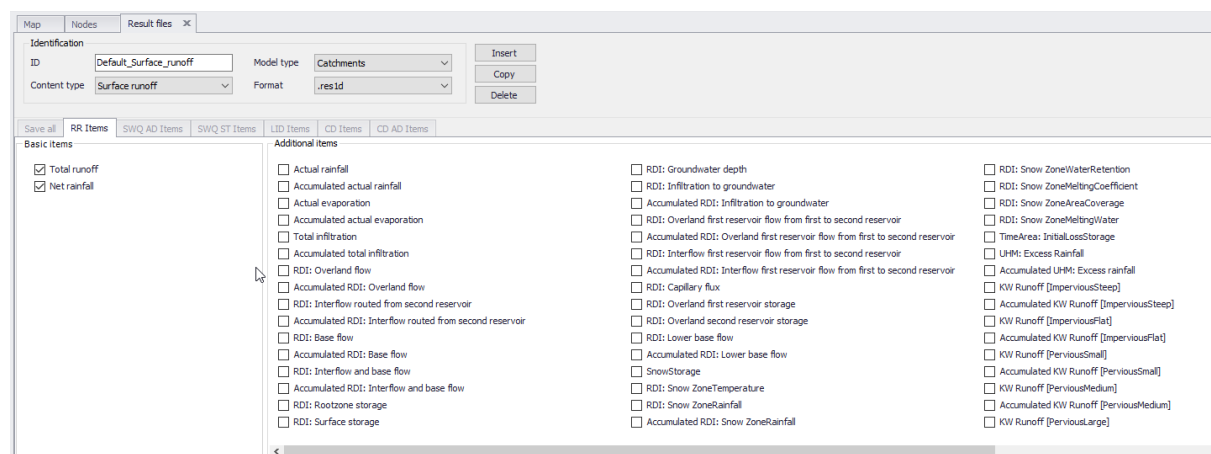 Map Nodes Result files X
Identification
ID Default_Surface_runoff Model type Catchments Insert
Copy
Content type Surface runoff Format .res1d
Delete
Save all RR Items SWQ AD Items SWQ ST Items LID Items CD Items CD AD Items
Basic items
Total runoff
Net rainfall
Additional items
Actual rainfall
Accumulated actual rainfall
Actual evaporation
Accumulated actual evaporation
Total infiltration
Accumulated total infiltration
RDI: Overland flow
Accumulated RDI: Overland flow
RDI: Interflow routed from second reservoir
Accumulated RDI: Interflow routed from second reservoir
RDI: Base flow
Accumulated RDI: Base flow
RDI: Interflow and base flow
Accumulated RDI: Interflow and base flow
RDI: Rootzone storage
RDI: Surface storage
RDI: Groundwater depth
RDI: Infiltration to groundwater
Accumulated RDI: Infiltration to groundwater
RDI: Overland first reservoir flow from first to second reservoir
Accumulated RDI: Overland first reservoir flow from first to second reservoir
RDI: Interflow first reservoir flow from first to second reservoir
Accumulated RDI: Interflow first reservoir flow from first to second reservoir
RDI: Capillary flux
RDI: Overland first reservoir storage
RDI: Overland second reservoir storage
RDI: Lower base flow
Accumulated RDI: Lower base flow
SnowStorage
RDI: Snow ZoneTemperature
RDI: Snow ZoneRainfall
Accumulated RDI: Snow ZoneRainfall
RDI: Snow ZoneWaterRetention
RDI: Snow ZoneMeltingCoefficient
RDI: Snow ZoneAreaCoverage
RDI: Snow ZoneMeltingWater
TimeArea: InitialLossStorage
UHM: Excess Rainfall
Accumulated UHM: Excess rainfall
KW Runoff [ImperviousSteep]
Accumulated KW Runoff [ImperviousSteep]
KW Runoff [ImperviousFlat]
Accumulated KW Runoff [ImperviousFlat]
KW Runoff [PerviousSmall]
Accumulated KW Runoff [PerviousSmall]
KW Runoff [PerviousMedium]
Accumulated KW Runoff [PerviousMedium]
KW Runoff [PerviousLarge]